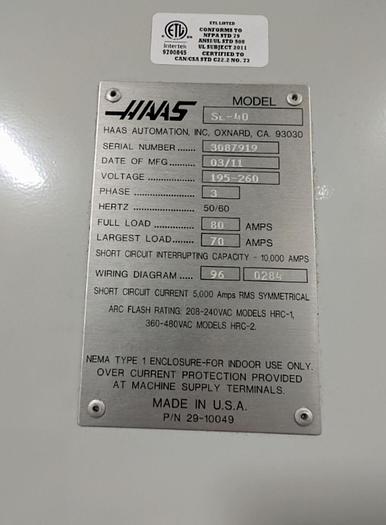 ETL LISTED
CONFORMS TO
NFPA STD 79
ANSI/UL STD 508
UL SUBJECT 2011
CERTIFIED TO
CAN/CSA STD C22.2 NO. 73
ETL
Intertek
9700845
HAAS
MODEL
SL-40
HAAS AUTOMATION, INC. OXNARD, CA. 93030
SERIAL NUMBER ....... 3087919
DATE OF MFG ........... 03/11
VOLTAGE .................. 195-260
PHASE ...................... 3
HERTZ ..................... 50/60
FULL LOAD .............. 80 AMPS
LARGEST LOAD........ 70 AMPS
SHORT CIRCUIT INTERRUPTING CAPACITY - 10,000 AMPS
WIRING DIAGRAM ..... 96 0284
SHORT CIRCUIT CURRENT 5,000 Amps RMS SYMMETRICAL
ARC FLASH RATING: 208-240VAC MODELS HRC-1,
360-480VAC MODELS HRC-2.
NEMA TYPE 1 ENCLOSURE-FOR INDOOR USE ONLY.
OVER CURRENT PROTECTION PROVIDED
AT MACHINE SUPPLY TERMINALS.
MADE IN U.S.A.
P/N 29-10049